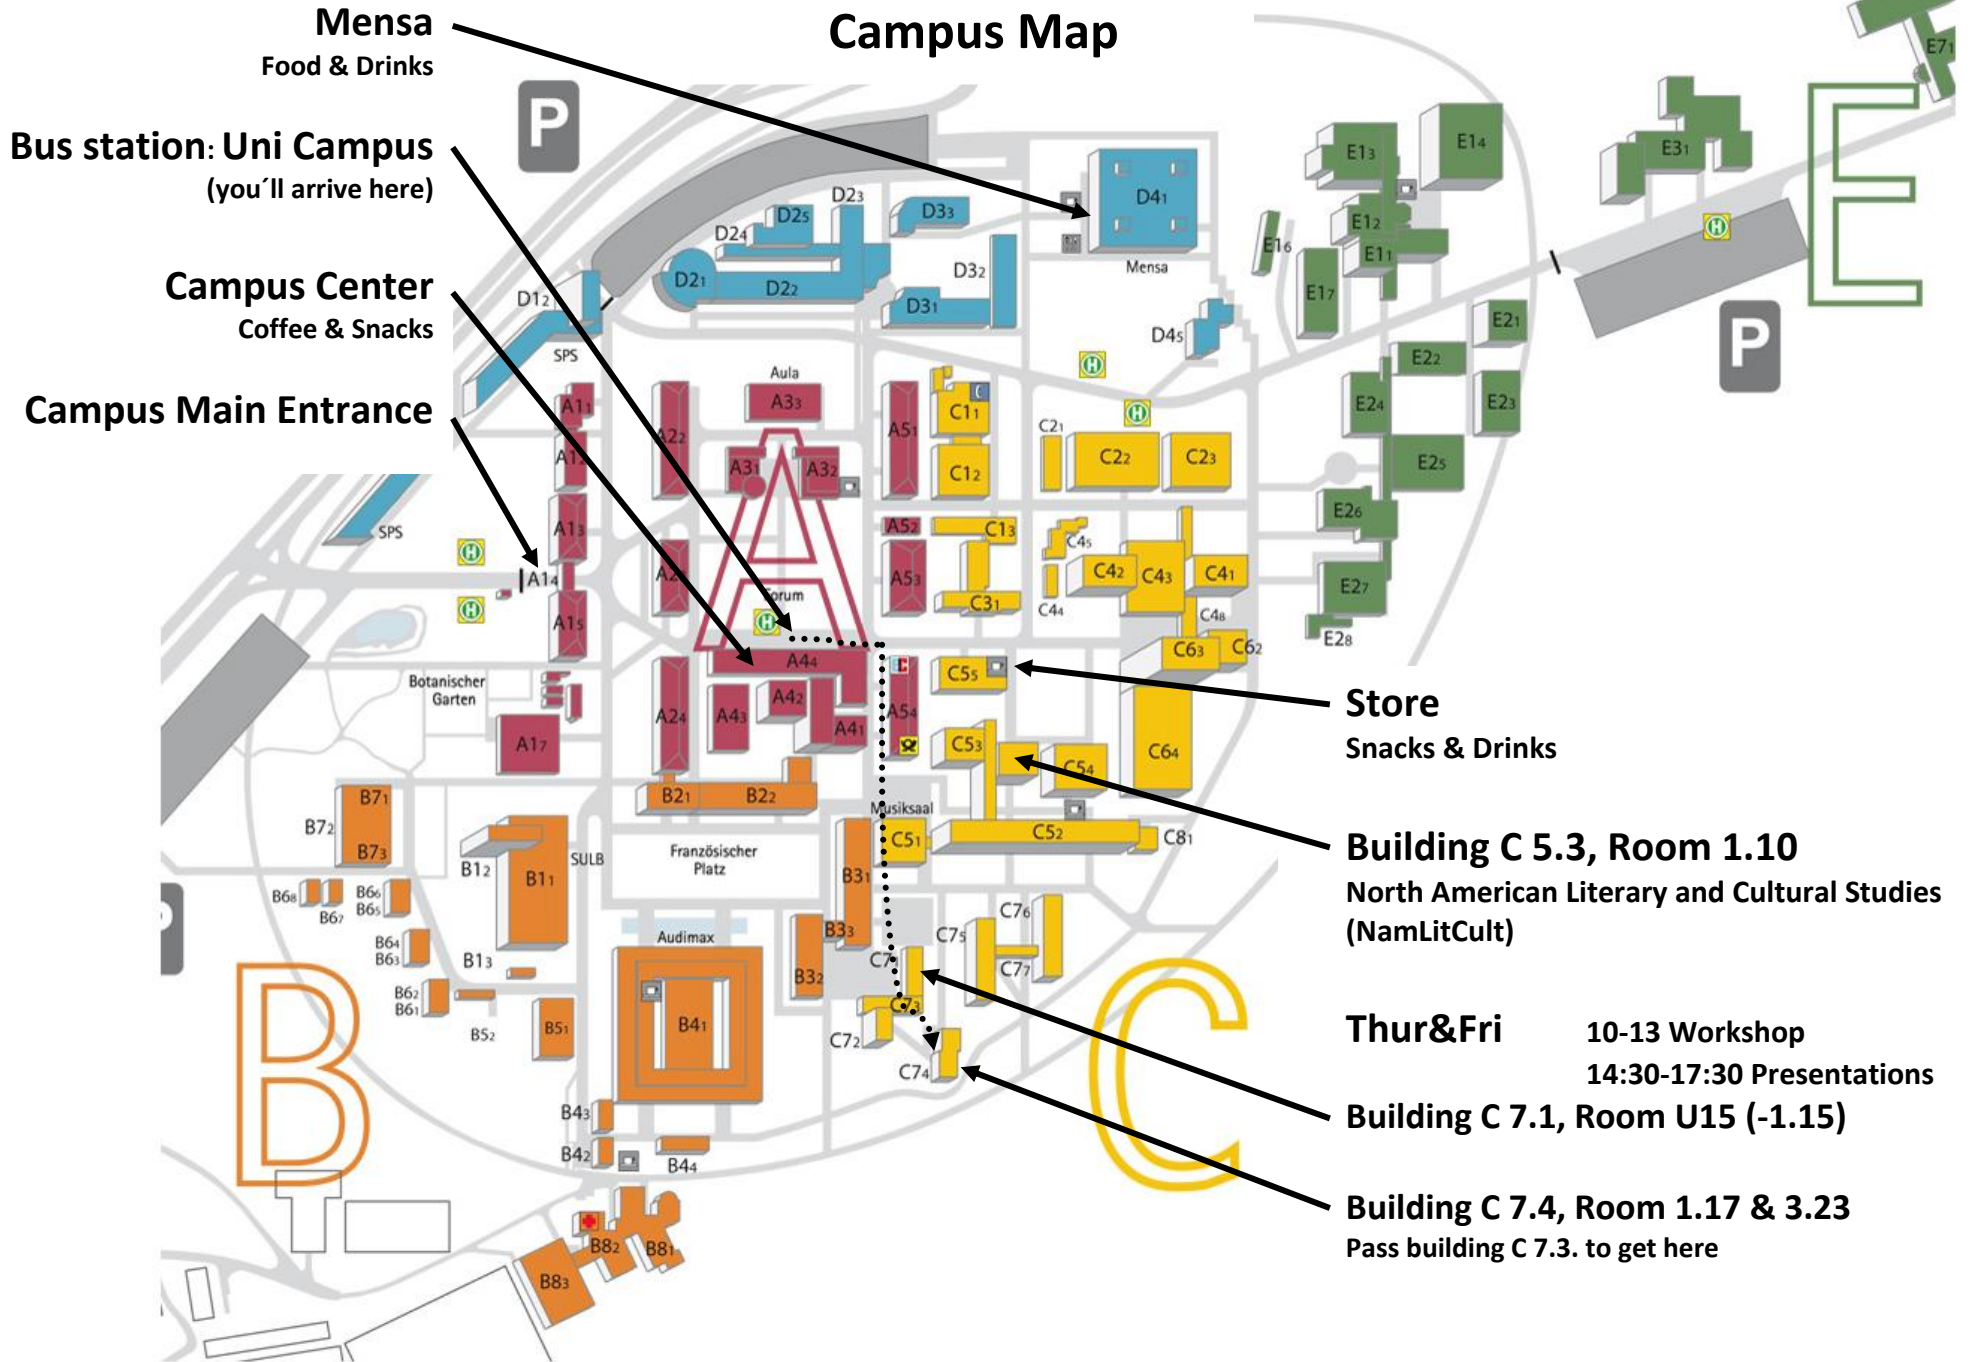 Campus Map
Mensa
Food & Drinks
Bus station: Uni Campus
(you´ll arrive here)
Campus Center
Coffee & Snacks
Campus Main Entrance
P
E71
E
E14
E13
E31
H
E12
E16
E11
E17
D41
Mensa
D23
D25
D33
D24
D21
D22
D32
D31
D12
D45
SPS
H
P
E21
E22
E24
E23
E25
E26
E27
E28
Aula
A33
A11
A22
A51
C11
H
C21
C22
C23
A12
A31
A32
C12
A
SPS
A13
A52
C13
C45
H
A14
A53
C42
C43
C41
Forum
C31
C44
C48
H
A15
H
C63
C62
A44
C55
Botanischer
Garten
A24
A43
A42
A41
A54
C53
C54
C64
A17
Store
Snacks & Drinks
B71
B21
B22
Musiksaal
B72
B73
B12
SULB
B11
Französischer
Platz
B31
C51
C52
C81
Building C 5.3, Room 1.10
North American Literary and Cultural Studies
(NamLitCult)
B68
B67
B66
B65
B64
B63
B13
Audimax
B33
B32
C71
C75
C76
C77
B62
B61
B52
B51
B41
C73
C72
C74
B
C
Thur&Fri 10-13 Workshop
14:30-17:30 Presentations
Building C 7.1, Room U15 (-1.15)
B43
B42
B44
Building C 7.4, Room 1.17 & 3.23
Pass building C 7.3. to get here
B82
B81
B83